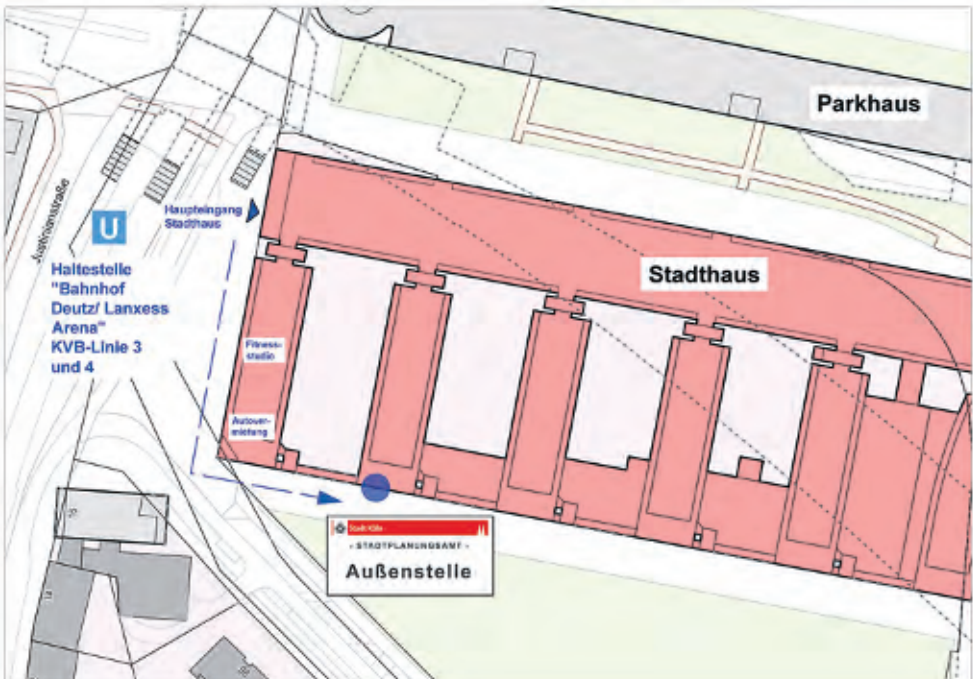 Parkhaus
Justinianstraße
Haupteingang
Stadthaus
U
Haltestelle
"Bahnhof
Deutz/ Lanxess
Arena"
KVB-Linie 3
und 4
Stadthaus
Fitness-
studio
Autover-
mietung
Stadt Köln
- STADTPLANUNGSAMT -
Außenstelle